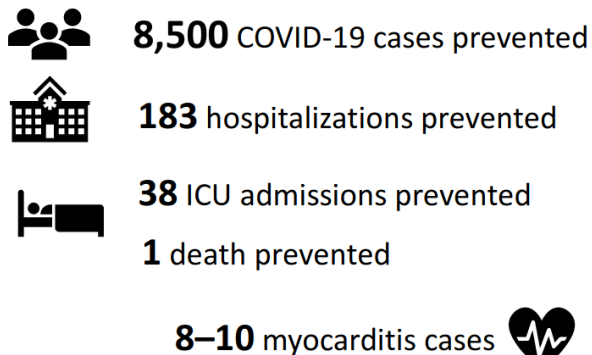 8,500 COVID-19 cases prevented
183 hospitalizations prevented
38 ICU admissions prevented
1 death prevented
8–10 myocarditis cases